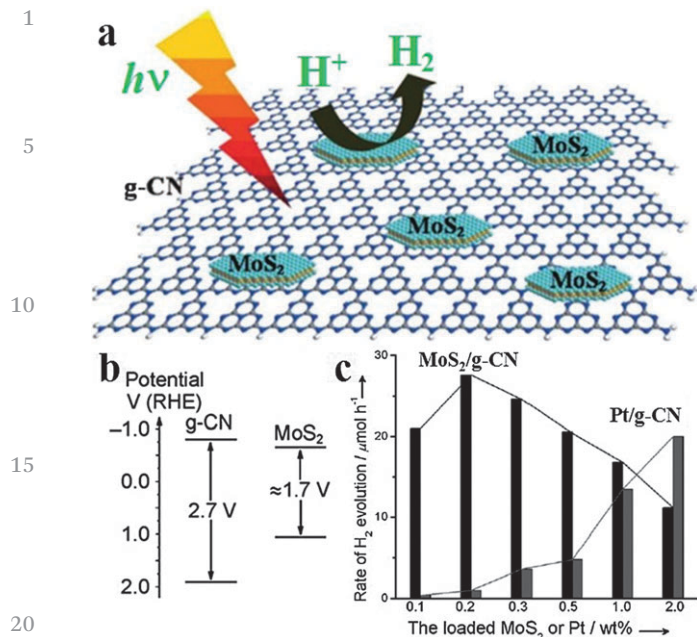 1
a
hν
H⁺
H₂
5
g-CN
MoS₂
MoS₂
MoS₂
MoS₂
10
b
Potential
V (RHE)
g-CN
MoS₂
–1.0
0.0
1.0
2.0
2.7 V
≈1.7 V
15
20
c
MoS₂/g-CN
Pt/g-CN
Rate of H₂ evolution / μmol h⁻¹ →
30
20
10
0
0.1 0.2 0.3 0.5 1.0 2.0
The loaded MoS₂ or Pt / wt% →